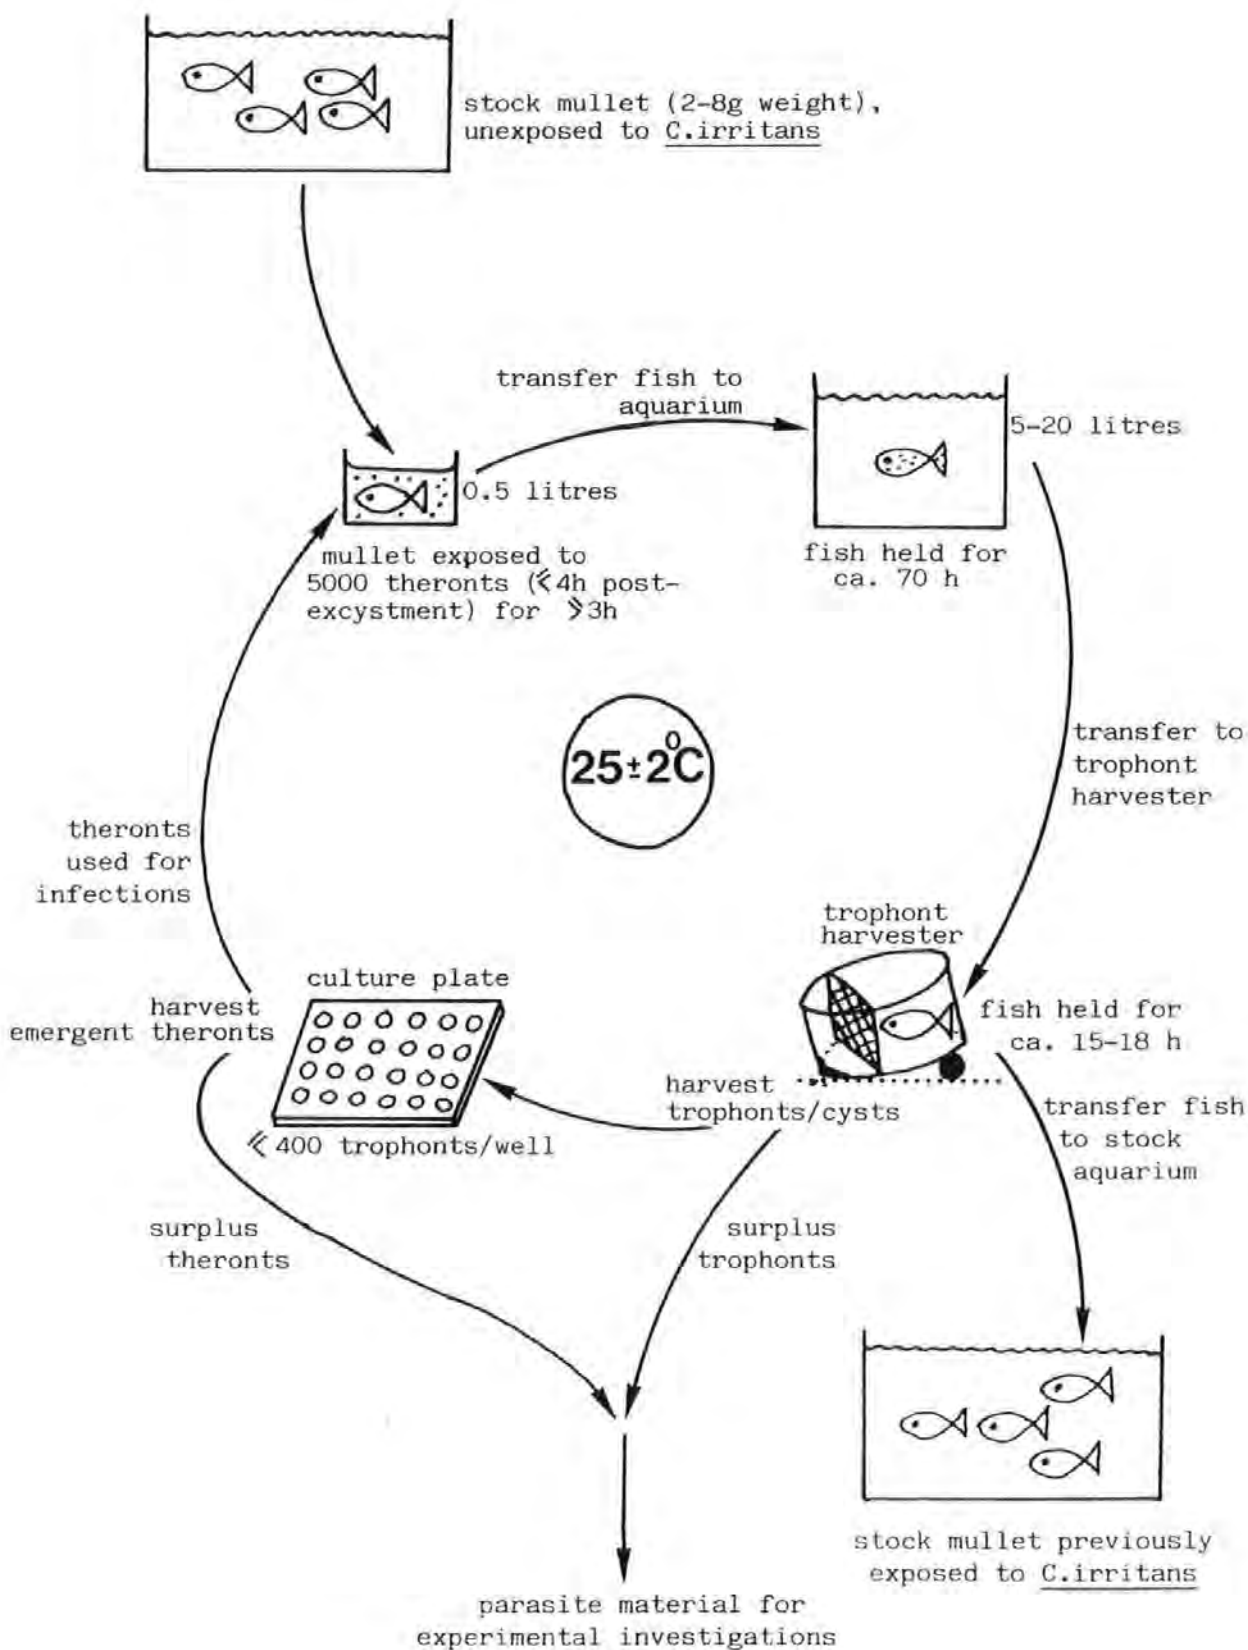 stock mullet (2-8g weight),
unexposed to C.irritans
transfer fish to
aquarium
5-20 litres
0.5 litres
mullet exposed to
5000 theronts (⩽4h post-
excystment) for ⩾3h
fish held for
ca. 70 h
25±2°C
transfer to
trophont
harvester
theronts
used for
infections
trophont
harvester
culture plate
harvest
emergent theronts
fish held for
ca. 15-18 h
harvest
trophonts/cysts
⩽ 400 trophonts/well
transfer fish
to stock
aquarium
surplus
theronts
surplus
trophonts
stock mullet previously
exposed to C.irritans
parasite material for
experimental investigations